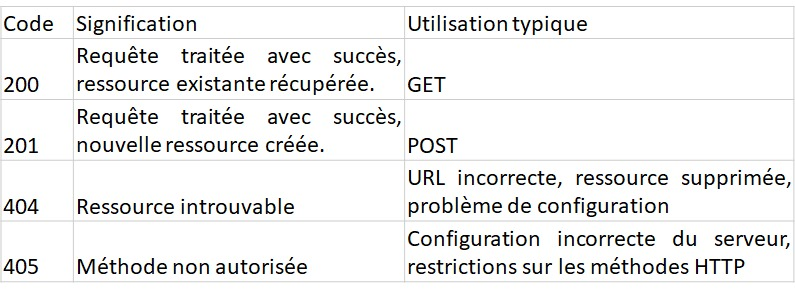 Code Signification Utilisation typique
Requête traitée avec succès,
200 ressource existante récupérée. GET
Requête traitée avec succès,
201 nouvelle ressource créée. POST
URL incorrecte, ressource supprimée,
404 Ressource introuvable problème de configuration
Configuration incorrecte du serveur,
405 Méthode non autorisée restrictions sur les méthodes HTTP